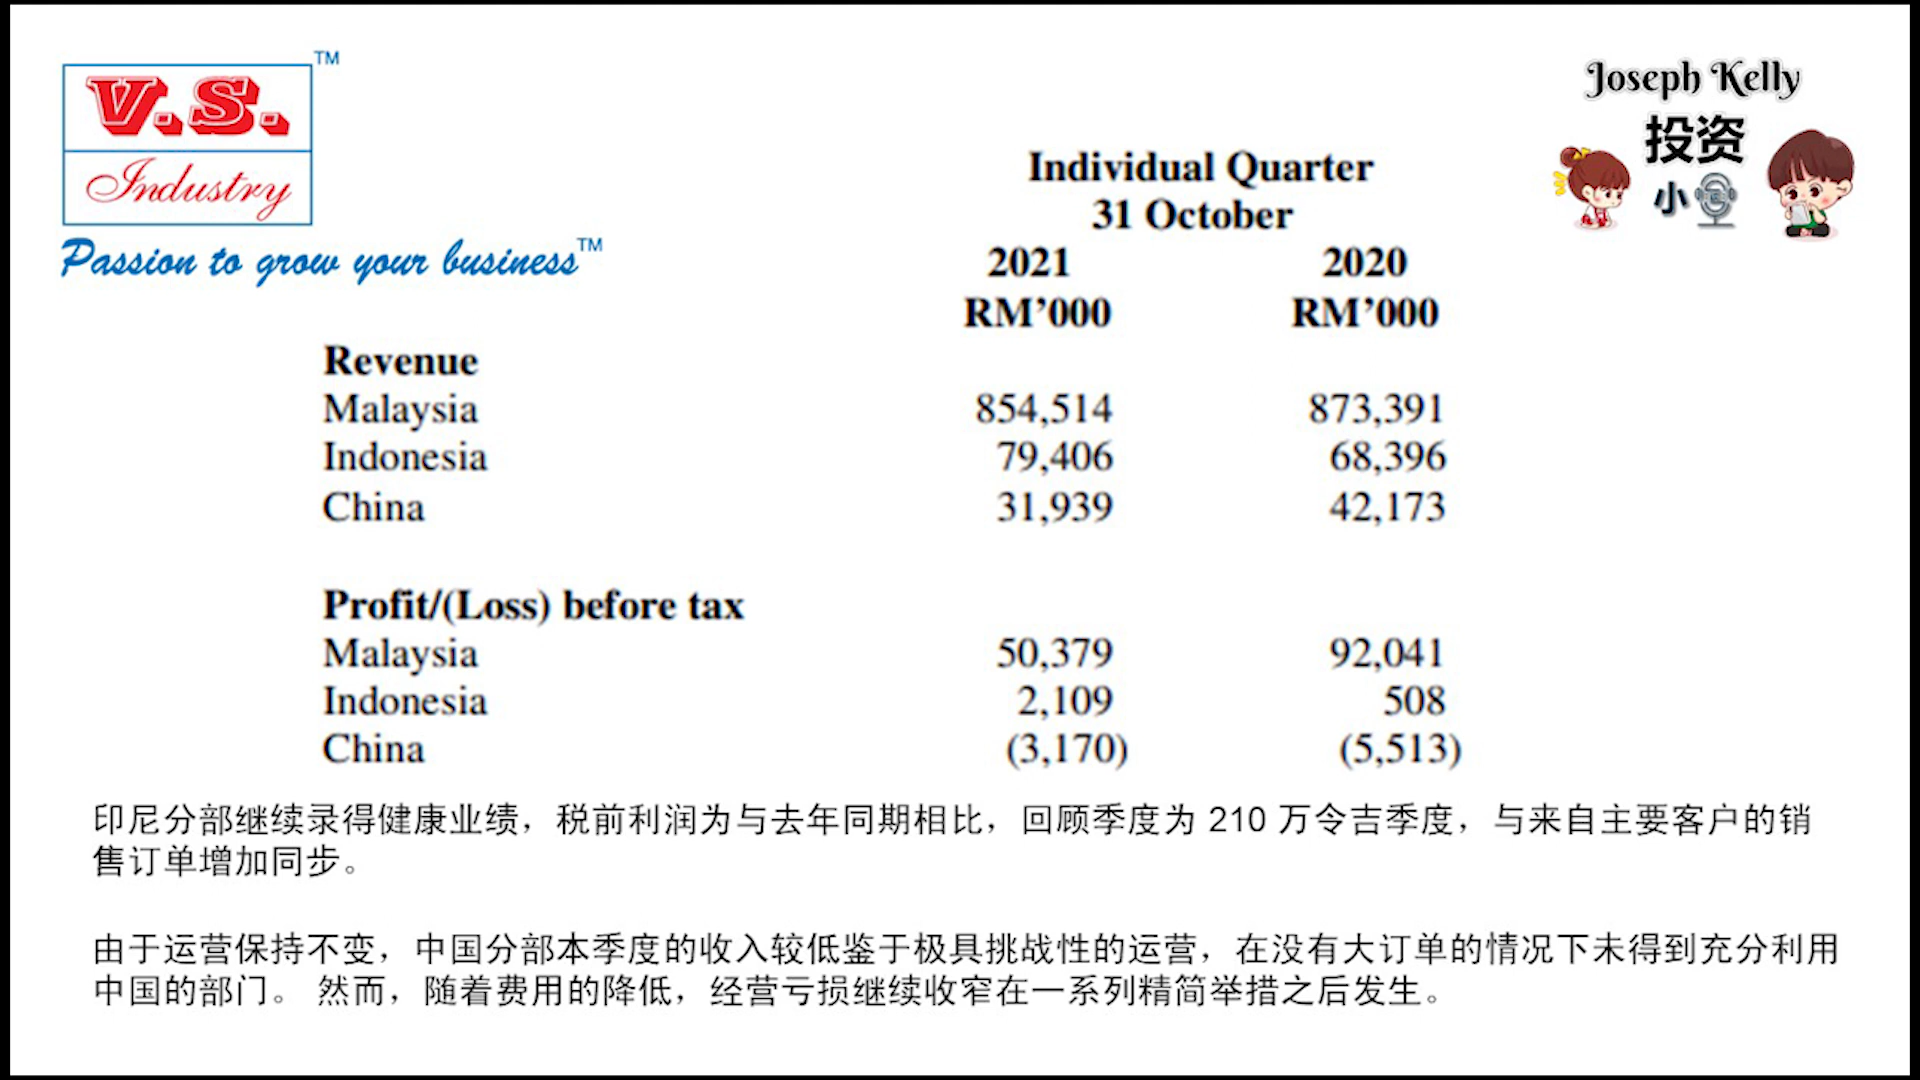 V.S.™
Industry
Passion to grow your business™
Joseph Kelly
投资
小
Individual Quarter
31 October
2021 2020
RM’000 RM’000
Revenue
Malaysia 854,514 873,391
Indonesia 79,406 68,396
China 31,939 42,173
Profit/(Loss) before tax
Malaysia 50,379 92,041
Indonesia 2,109 508
China (3,170) (5,513)
印尼分部继续录得健康业绩，税前利润为与去年同期相比，回顾季度为 210 万令吉季度，与来自主要客户的销
售订单增加同步。
由于运营保持不变，中国分部本季度的收入较低鉴于极具挑战性的运营，在没有大订单的情况下未得到充分利用
中国的部门。 然而，随着费用的降低，经营亏损继续收窄在一系列精简举措之后发生。